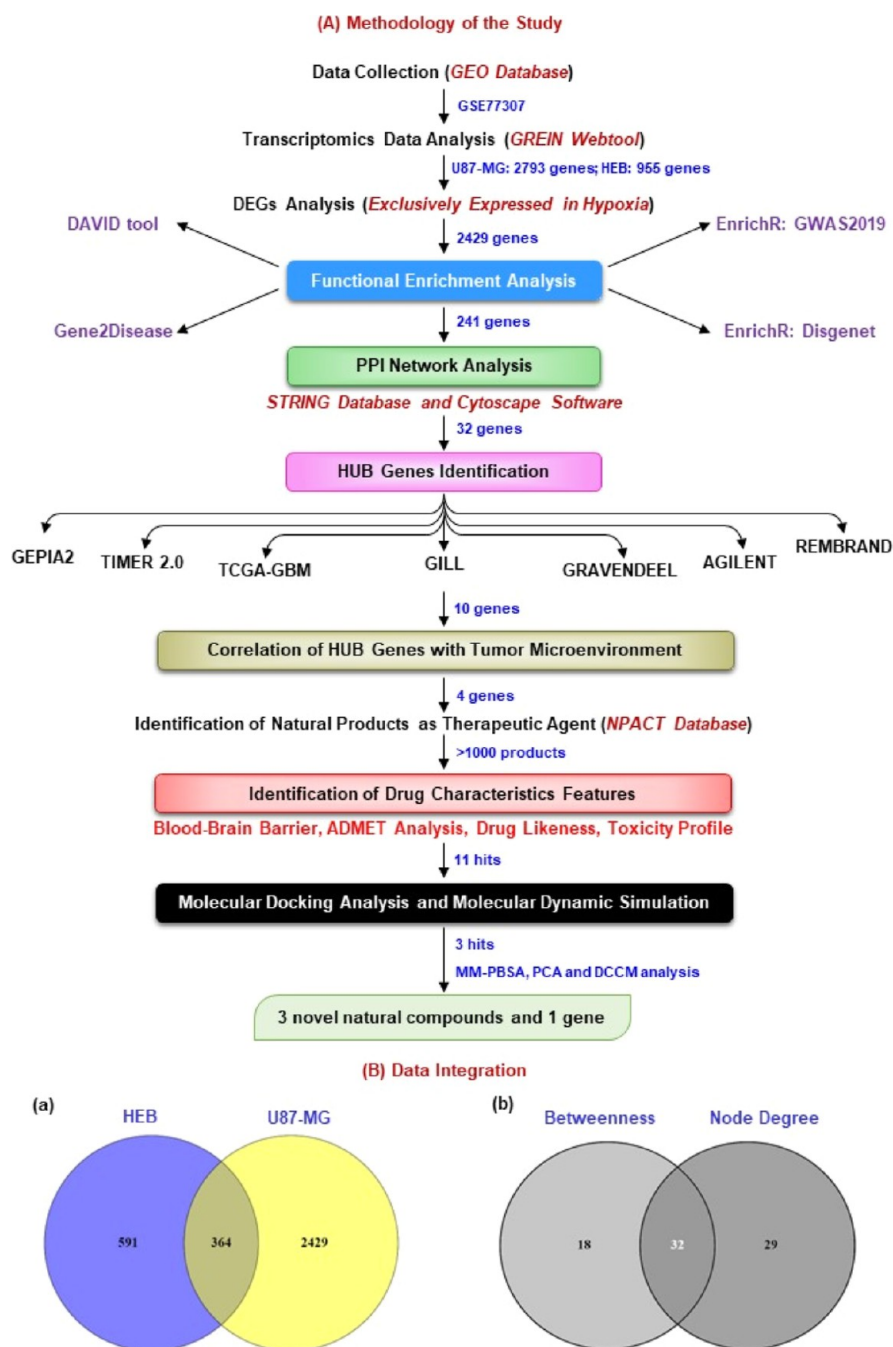 (A) Methodology of the Study
Data Collection (GEO Database)
GSE77307
Transcriptomics Data Analysis (GREIN Webtool)
U87-MG: 2793 genes; HEB: 955 genes
DEGs Analysis (Exclusively Expressed in Hypoxia)
DAVID tool
EnrichR: GWAS2019
2429 genes
Functional Enrichment Analysis
Gene2Disease
241 genes
EnrichR: Disgenet
PPI Network Analysis
STRING Database and Cytoscape Software
32 genes
HUB Genes Identification
GEPIA2
TIMER 2.0
TCGA-GBM
GILL
GRAVENDEEL
AGILENT
REMBRAND
10 genes
Correlation of HUB Genes with Tumor Microenvironment
4 genes
Identification of Natural Products as Therapeutic Agent (NPACT Database)
>1000 products
Identification of Drug Characteristics Features
Blood-Brain Barrier, ADMET Analysis, Drug Likeness, Toxicity Profile
11 hits
Molecular Docking Analysis and Molecular Dynamic Simulation
3 hits
MM-PBSA, PCA and DCCM analysis
3 novel natural compounds and 1 gene
(B) Data Integration
(a)
HEB
U87-MG
591
364
2429
(b)
Betweenness
Node Degree
18
32
29